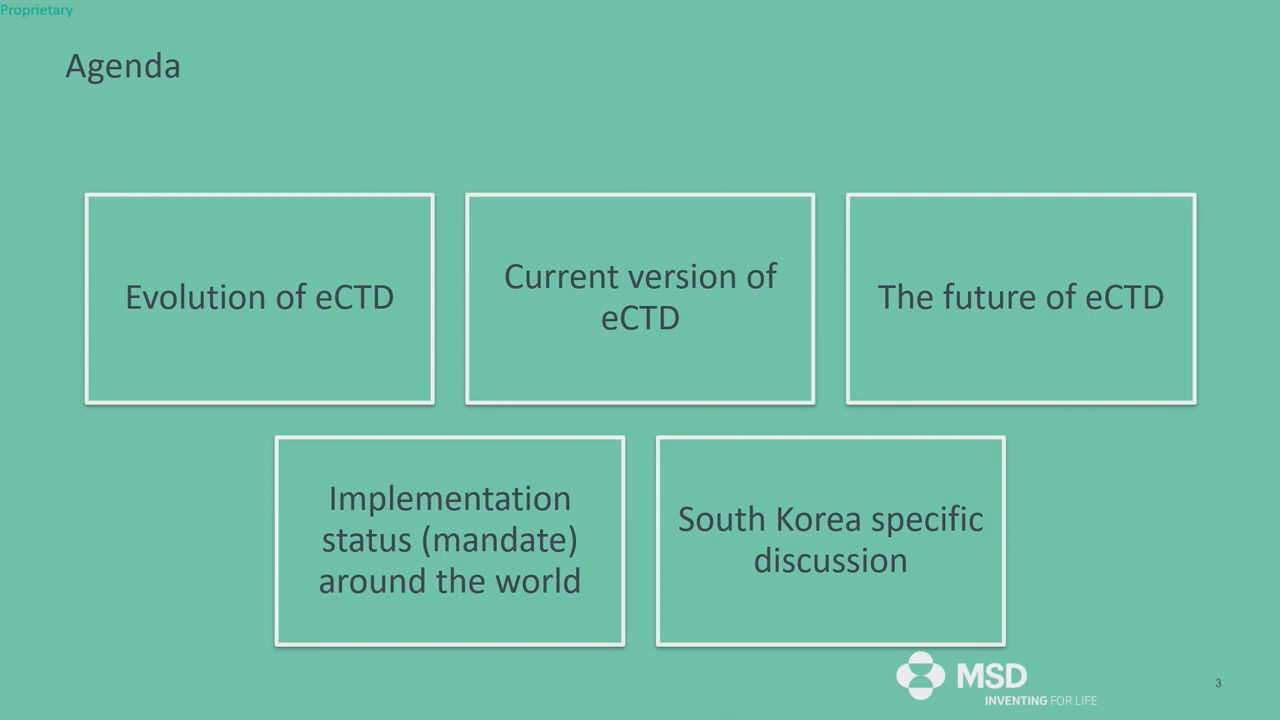 Proprietary
Agenda
Evolution of eCTD
Current version of
eCTD
The future of eCTD
Implementation
status (mandate)
around the world
South Korea specific
discussion
MSD
INVENTING FOR LIFE
3